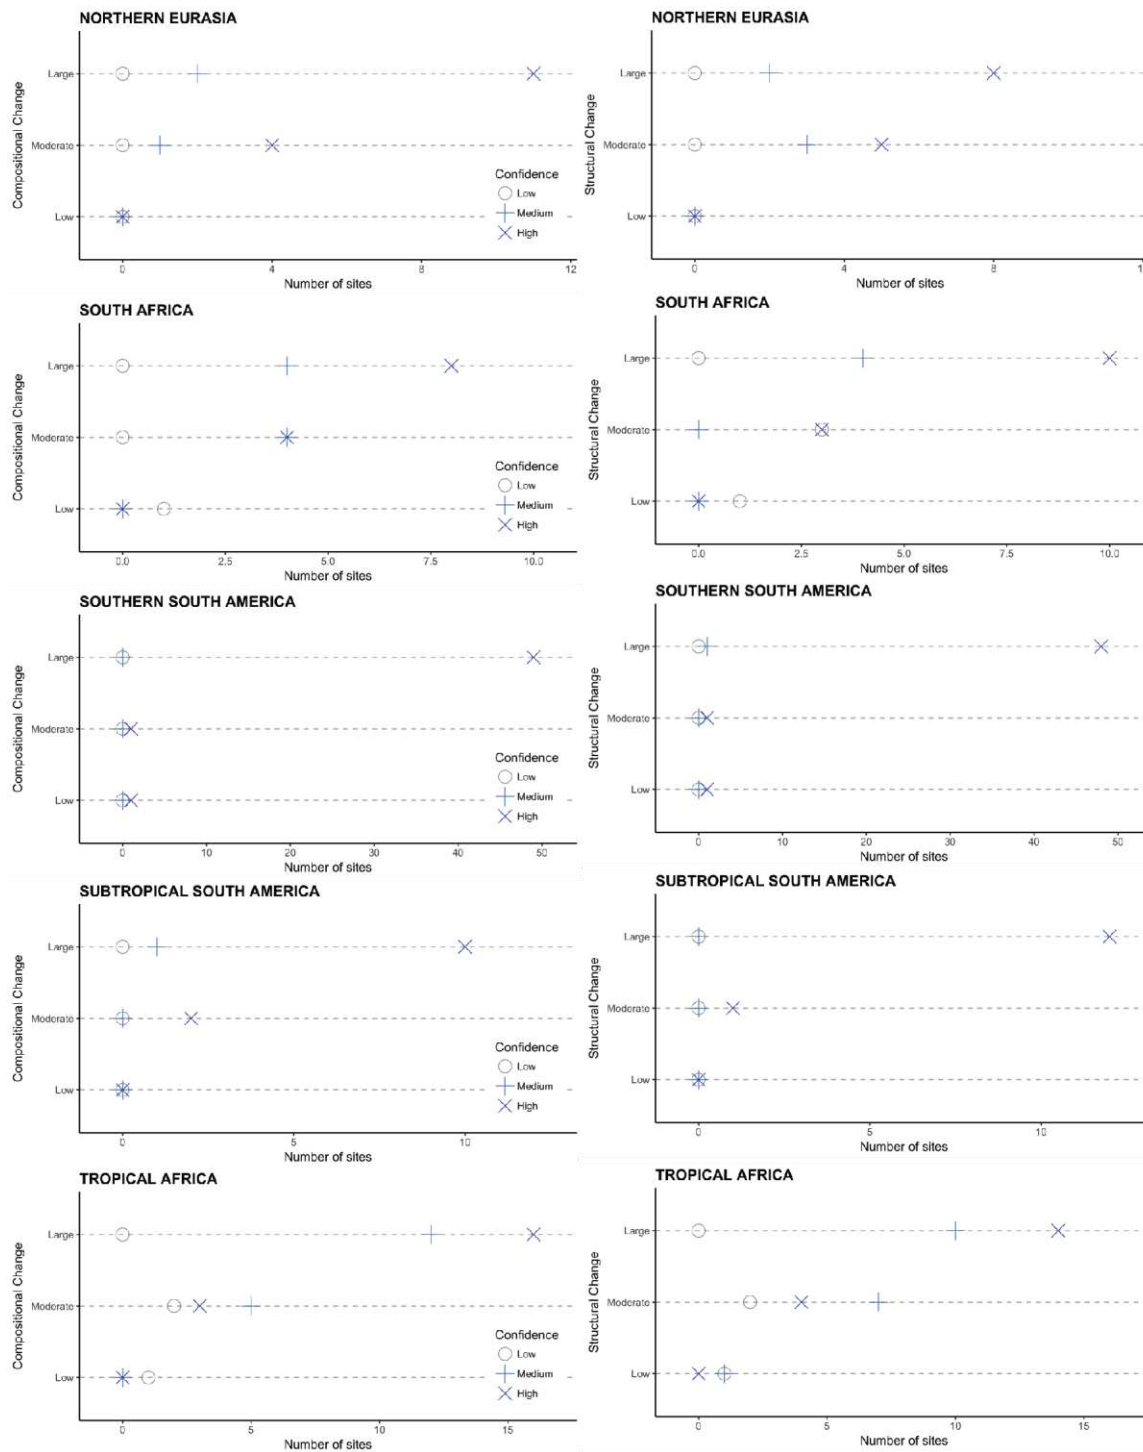 NORTHERN EURASIA
Compositional Change
Large
Moderate
Low
Confidence
Low
Medium
High
0 4 8 12
Number of sites
NORTHERN EURASIA
Structural Change
Large
Moderate
Low
0 4 8
Number of sites
SOUTH AFRICA
Compositional Change
Large
Moderate
Low
Confidence
Low
Medium
High
0.0 2.5 5.0 7.5 10.0
Number of sites
SOUTH AFRICA
Structural Change
Large
Moderate
Low
0.0 2.5 5.0 7.5 10.0
Number of sites
SOUTHERN SOUTH AMERICA
Compositional Change
Large
Moderate
Low
Confidence
Low
Medium
High
0 10 20 30 40 50
Number of sites
SOUTHERN SOUTH AMERICA
Structural Change
Large
Moderate
Low
0 10 20 30 40 50
Number of sites
SUBTROPICAL SOUTH AMERICA
Compositional Change
Large
Moderate
Low
Confidence
Low
Medium
High
0 5 10
Number of sites
SUBTROPICAL SOUTH AMERICA
Structural Change
Large
Moderate
Low
0 5 10
Number of sites
TROPICAL AFRICA
Compositional Change
Large
Moderate
Low
Confidence
Low
Medium
High
0 5 10 15
Number of sites
TROPICAL AFRICA
Structural Change
Large
Moderate
Low
0 5 10 15
Number of sites